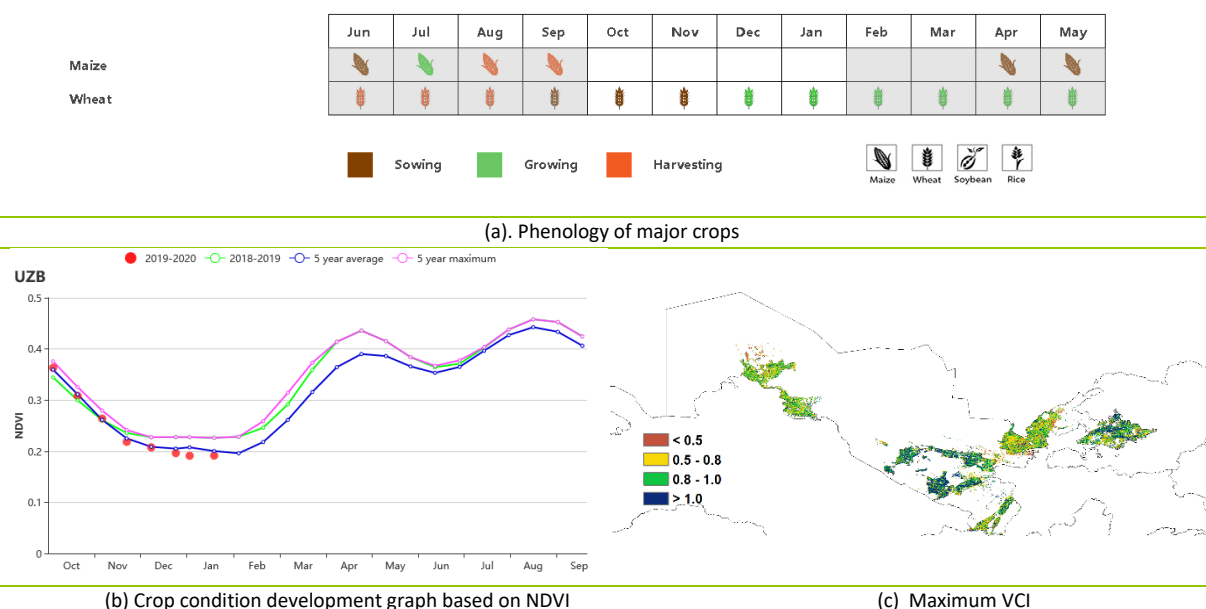 Jun Jul Aug Sep Oct Nov Dec Jan Feb Mar Apr May
Maize
Wheat
Sowing Growing Harvesting
Maize Wheat Soybean Rice
(a). Phenology of major crops
2019-2020 2018-2019 5 year average 5 year maximum
UZB
0.5
0.4
0.3
0.2
0.1
0
NDVI
Oct Nov Dec Jan Feb Mar Apr May Jun Jul Aug Sep
< 0.5
0.5 - 0.8
0.8 - 1.0
> 1.0
(b) Crop condition development graph based on NDVI
(c) Maximum VCI